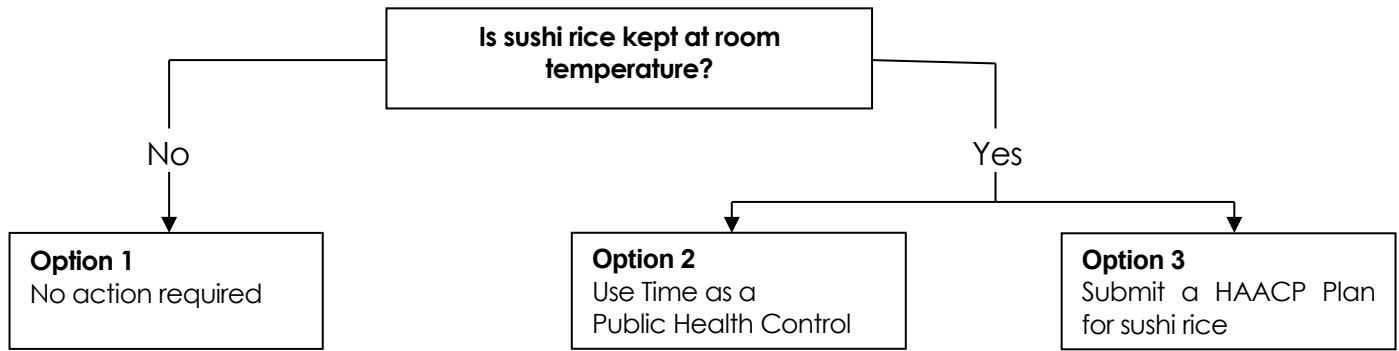 Is sushi rice kept at room
temperature?
No
Yes
Option 1
No action required
Option 2
Use Time as a
Public Health Control
Option 3
Submit a HAACP Plan
for sushi rice